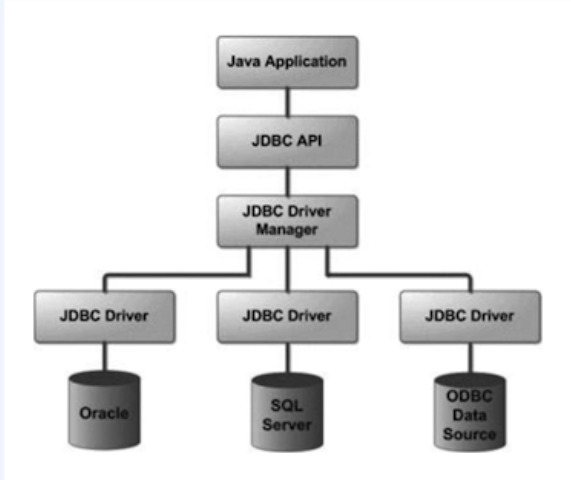 Java Application
JDBC API
JDBC Driver
Manager
JDBC Driver
JDBC Driver
JDBC Driver
Oracle
SQL
Server
ODBC
Data
Source